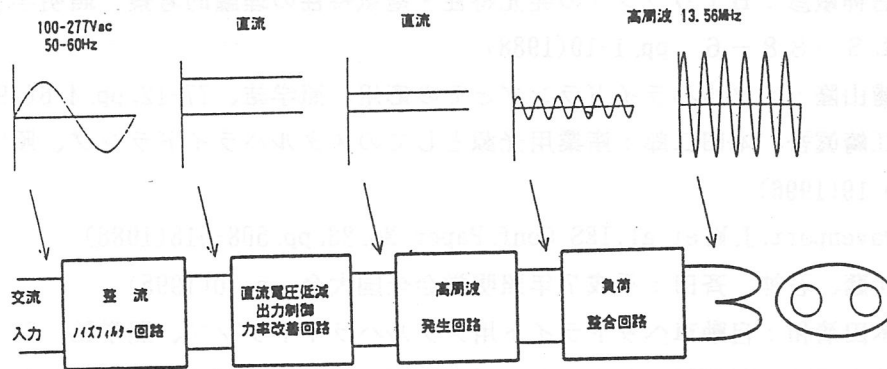 100-277Vac
50-60Hz
直流
直流
高周波 13.56MHz
交流
入力
整 流
ノイズフィルター回路
直流電圧低減
出力制御
力率改善回路
高周波
発生回路
負荷
整合回路